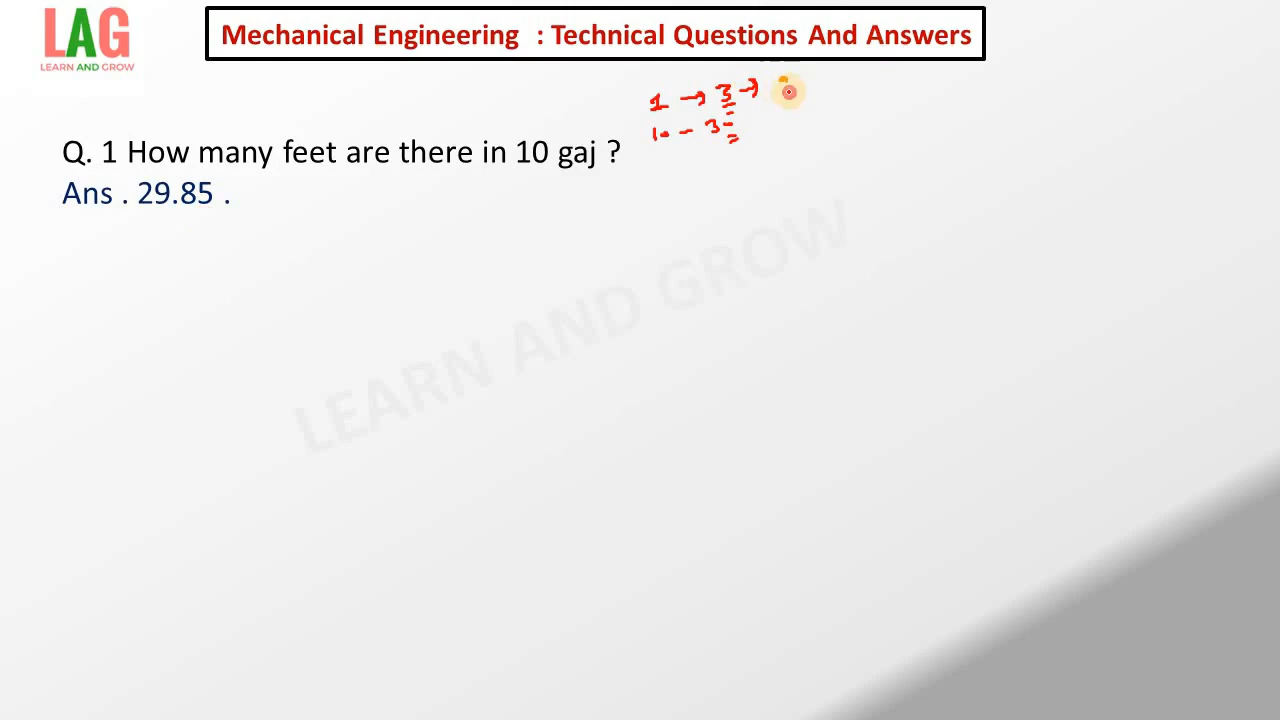 LAG
LEARN AND GROW
Mechanical Engineering : Technical Questions And Answers
1 → 3 →
10 - 30
Q. 1 How many feet are there in 10 gaj ?
Ans . 29.85 .
LEARN AND GROW